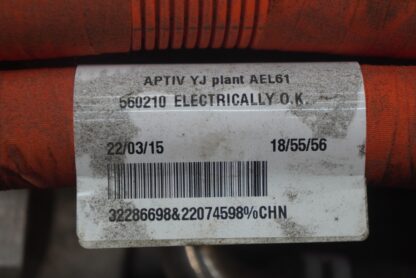 APTIV YJ plant AEL61
560210 ELECTRICALLY O.K.
22/03/15 18/55/56
32286698&22074598%CHN